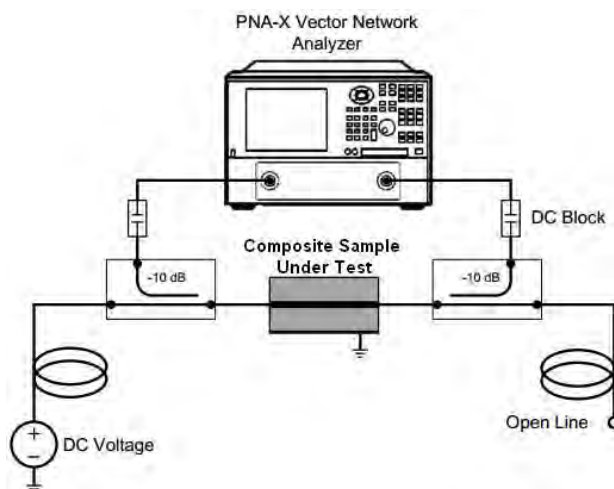 PNA-X Vector Network
Analyzer
DC Block
Composite Sample
Under Test
-10 dB
-10 dB
Open Line
+
−
DC Voltage